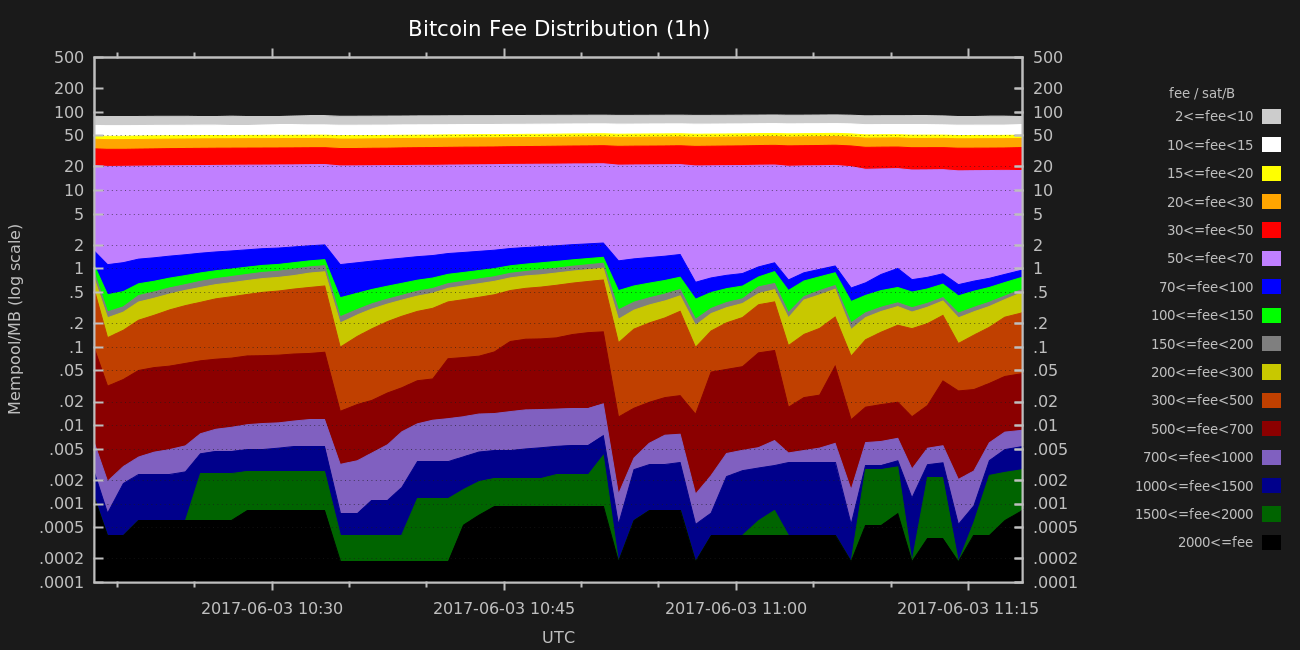 Bitcoin Fee Distribution (1h)
Mempool/MB (log scale)
500
200
100
50
20
10
5
2
1
.5
.2
.1
.05
.02
.01
.005
.002
.001
.0005
.0002
.0001
500
200
100
50
20
10
5
2
1
.5
.2
.1
.05
.02
.01
.005
.002
.001
.0005
.0002
.0001
2017-06-03 10:30
2017-06-03 10:45
2017-06-03 11:00
2017-06-03 11:15
UTC
fee / sat/B
2<=fee<10
10<=fee<15
15<=fee<20
20<=fee<30
30<=fee<50
50<=fee<70
70<=fee<100
100<=fee<150
150<=fee<200
200<=fee<300
300<=fee<500
500<=fee<700
700<=fee<1000
1000<=fee<1500
1500<=fee<2000
2000<=fee